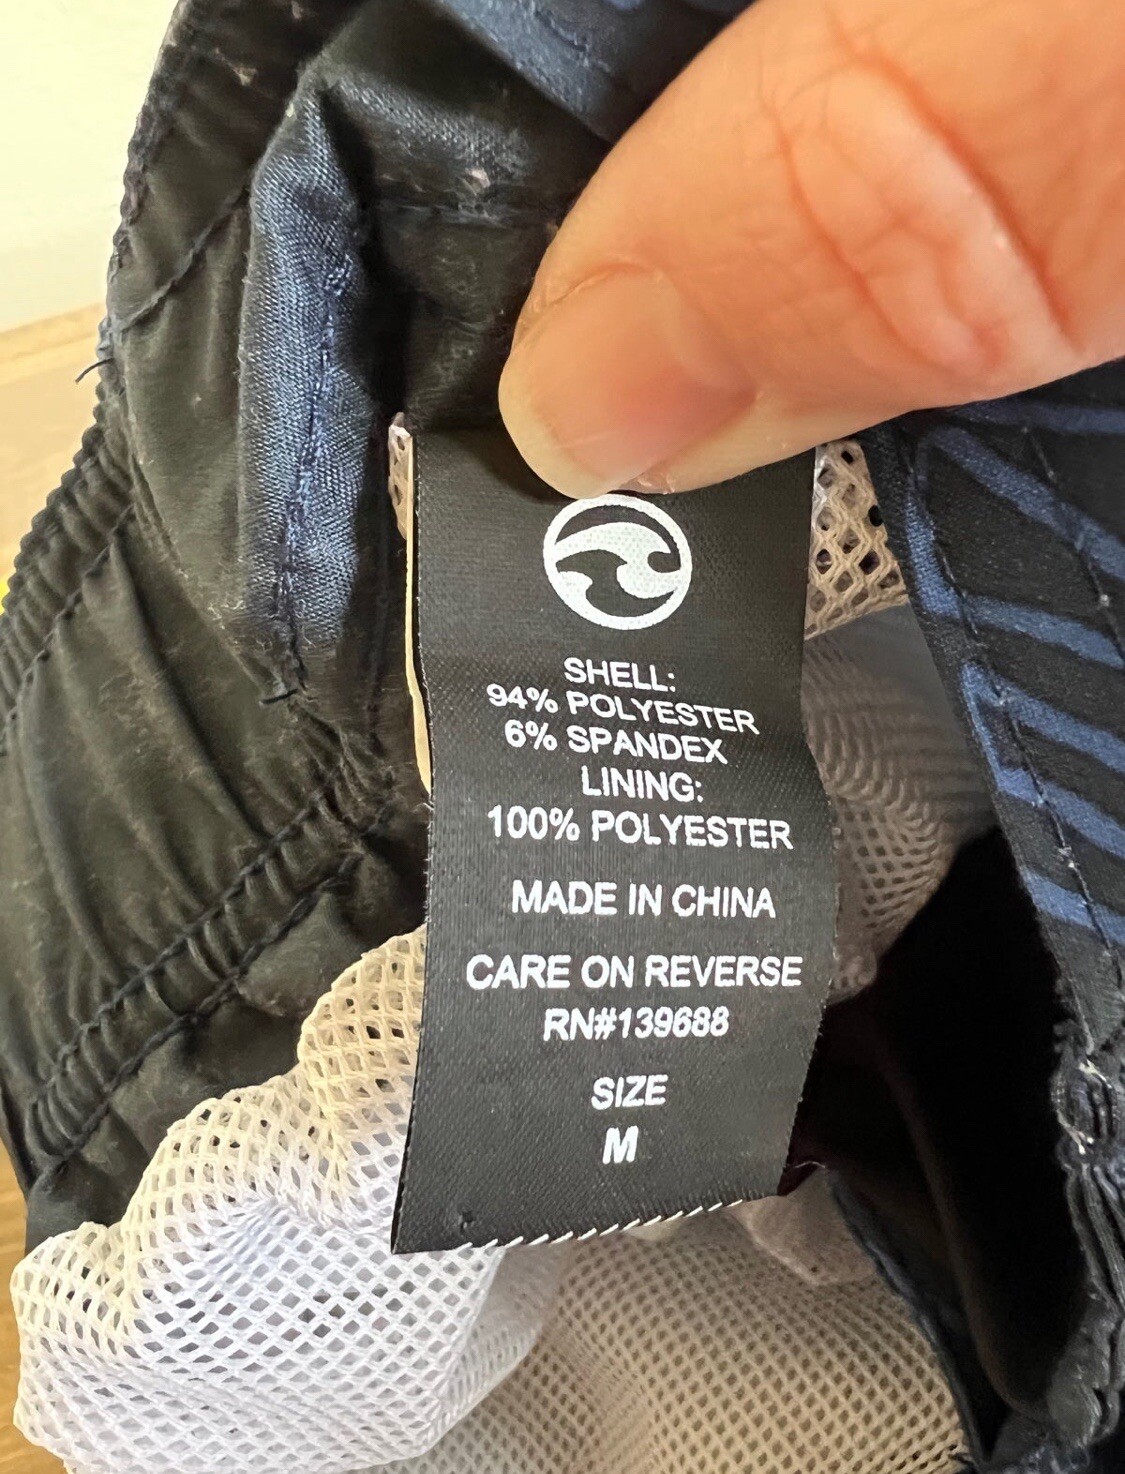 SHELL:
94% POLYESTER
6% SPANDEX
LINING:
100% POLYESTER
MADE IN CHINA
CARE ON REVERSE
RN#139688
SIZE
M